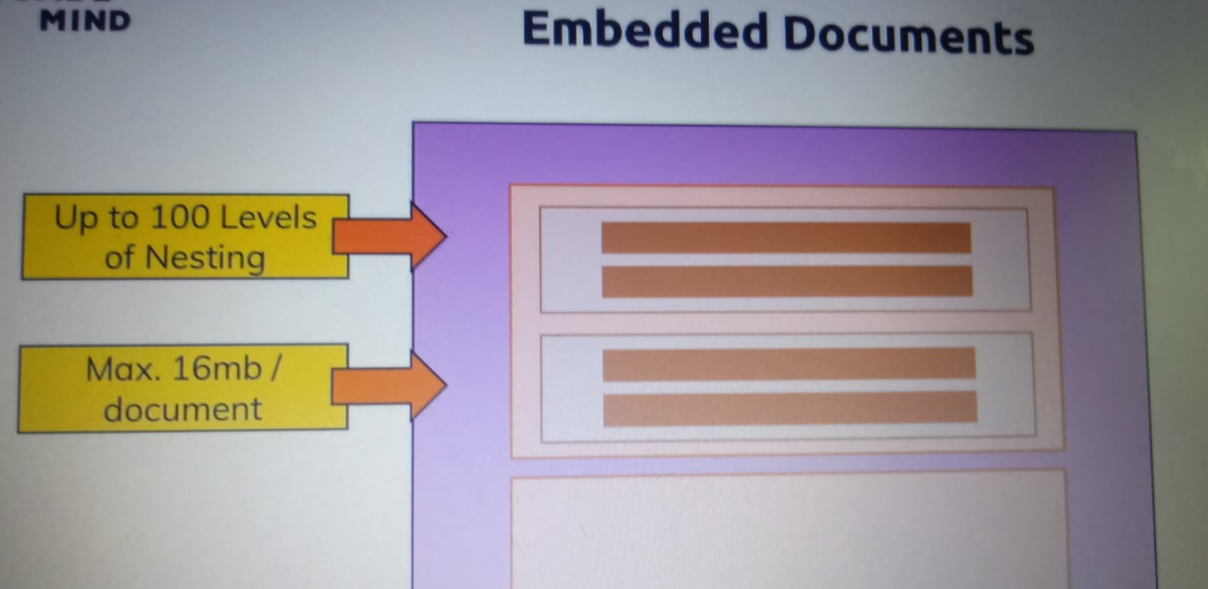 MIND
Embedded Documents
Up to 100 Levels
of Nesting
Max. 16mb /
document